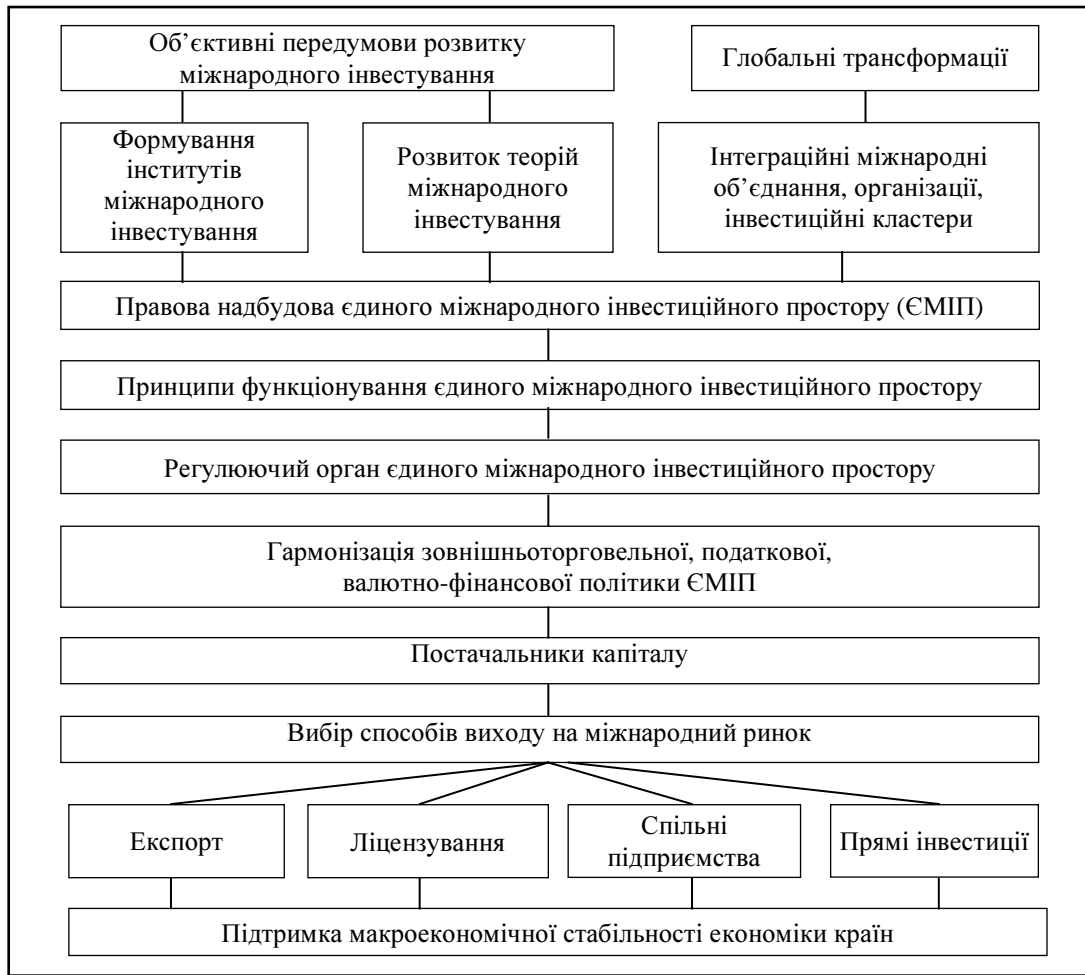 Об’єктивні передумови розвитку
міжнародного інвестування
Глобальні трансформації
Формування
інститутів
міжнародного
інвестування
Розвиток теорій
міжнародного
інвестування
Інтеграційні міжнародні
об’єднання, організації,
інвестиційні кластери
Правова надбудова єдиного міжнародного інвестиційного простору (ЄМІП)
Принципи функціонування єдиного міжнародного інвестиційного простору
Регулюючий орган єдиного міжнародного інвестиційного простору
Гармонізація зовнішньоторговельної, податкової,
валютно-фінансової політики ЄМІП
Постачальники капіталу
Вибір способів виходу на міжнародний ринок
Експорт
Ліцензування
Спільні
підприємства
Прямі інвестиції
Підтримка макроекономічної стабільності економіки країн